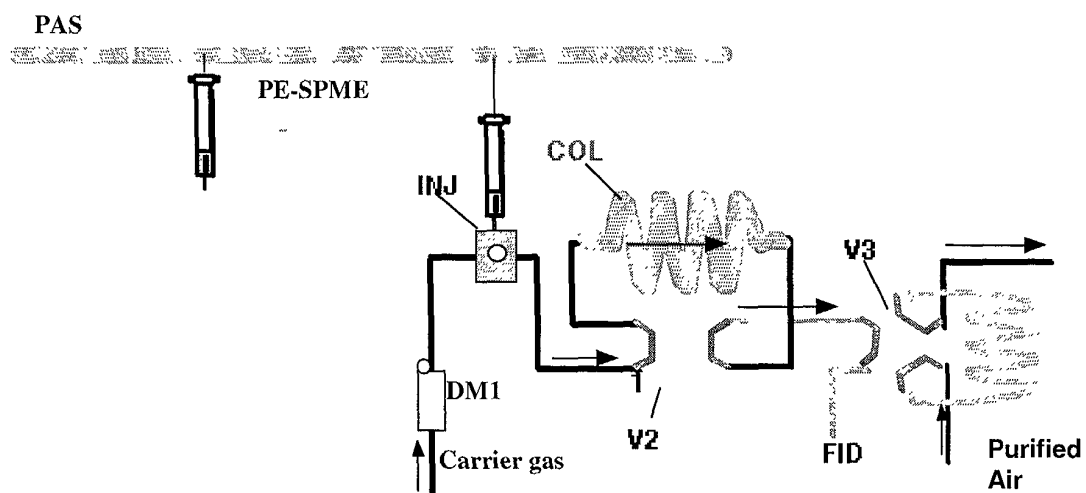 PAS
PE-SPME
COL
INJ
V3
DM1
V2
FID
Carrier gas
Purified
Air